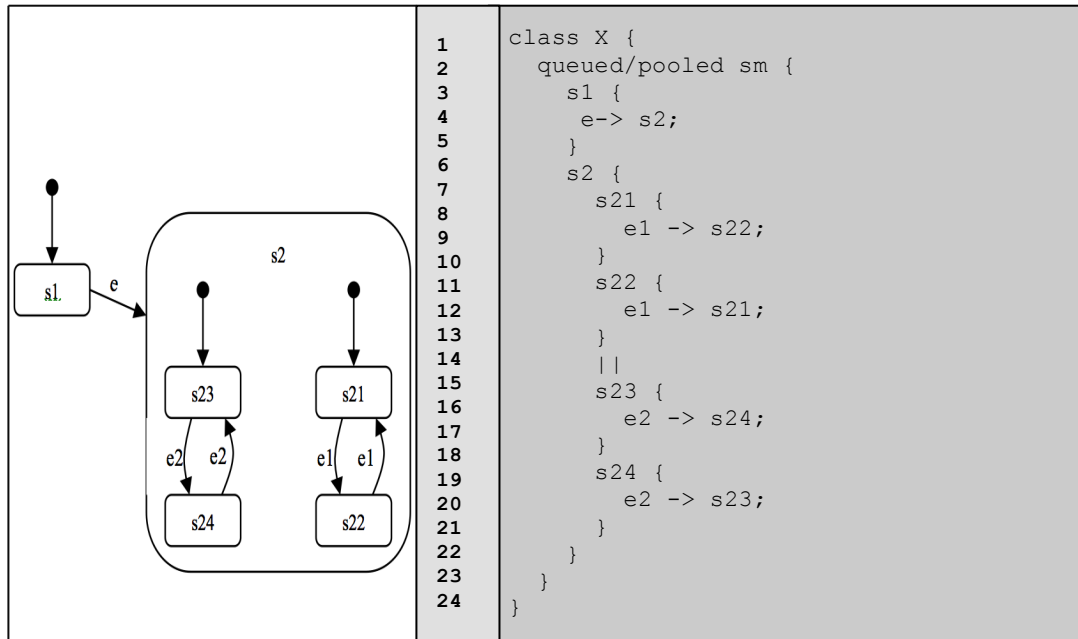 s1
e
s2
s23
s21
e2
e2
e1
e1
s24
s22
1
2
3
4
5
6
7
8
9
10
11
12
13
14
15
16
17
18
19
20
21
22
23
24
class X {
queued/pooled sm {
s1 {
e-> s2;
}
s2 {
s21 {
e1 -> s22;
}
s22 {
e1 -> s21;
}
||
s23 {
e2 -> s24;
}
s24 {
e2 -> s23;
}
}
}
}